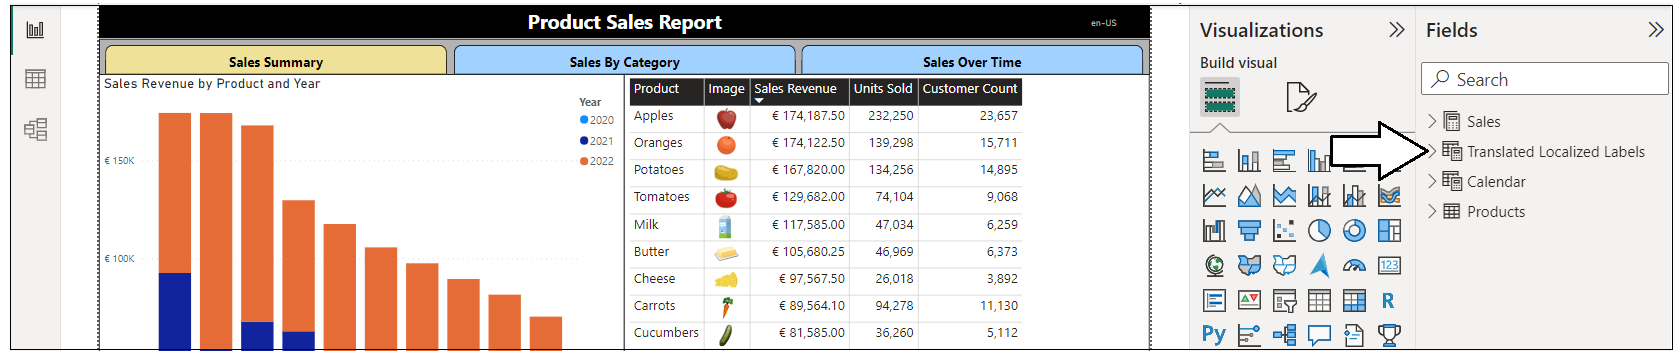 Product Sales Report
en-US
Sales Summary
Sales By Category
Sales Over Time
Sales Revenue by Product and Year
Year
2020
2021
2022
€ 150K
€ 100K
Product Image Sales Revenue Units Sold Customer Count
Apples € 174,187.50 232,250 23,657
Oranges € 174,122.50 139,298 15,711
Potatoes € 167,820.00 134,256 14,895
Tomatoes € 129,682.00 74,104 9,068
Milk € 117,585.00 47,034 6,259
Butter € 105,680.25 46,969 6,373
Cheese € 97,567.50 26,018 3,892
Carrots € 89,564.10 94,278 11,130
Cucumbers € 81,585.00 36,260 5,112
Visualizations
Build visual
123
R
Py
Fields
Search
Sales
Translated Localized Labels
Calendar
Products